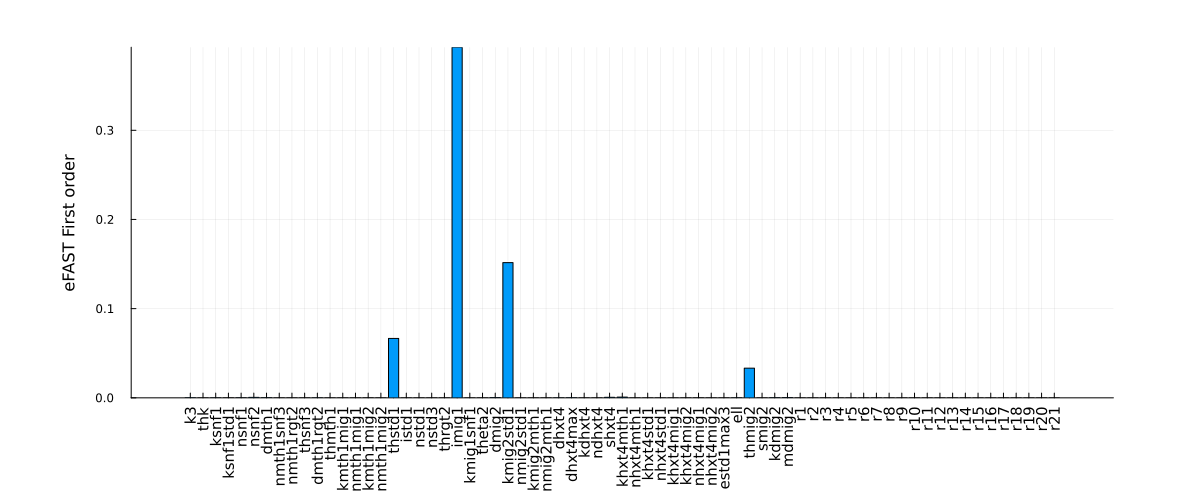 eFAST First order
0.3
0.2
0.1
0.0
k3
thk
ksnf1
ksnf1std1
nsnf1
nsnf2
dmth1
nmth1snf3
nmth1rgt2
thsnf3
dmth1rgt2
thmth1
kmth1mig1
nmth1mig1
kmth1mig2
nmth1mig2
thstd1
istd1
nstd1
nstd3
thrgt2
imig1
kmig1snf1
theta2
dmig2
kmig2std1
nmig2std1
kmig2mth1
nmig2mth1
dhxt4
dhxt4max
kdhxt4
ndhxt4
shxt4
khxt4mth1
nhxt4mth1
khxt4std1
nhxt4std1
khxt4mig1
khxt4mig2
nhxt4mig1
nhxt4mig2
estd1max3
ell
thmig2
smig2
kdmig2
mdmig2
r1
r2
r3
r4
r5
r6
r7
r8
r9
r10
r11
r12
r13
r14
r15
r16
r17
r18
r19
r20
r21